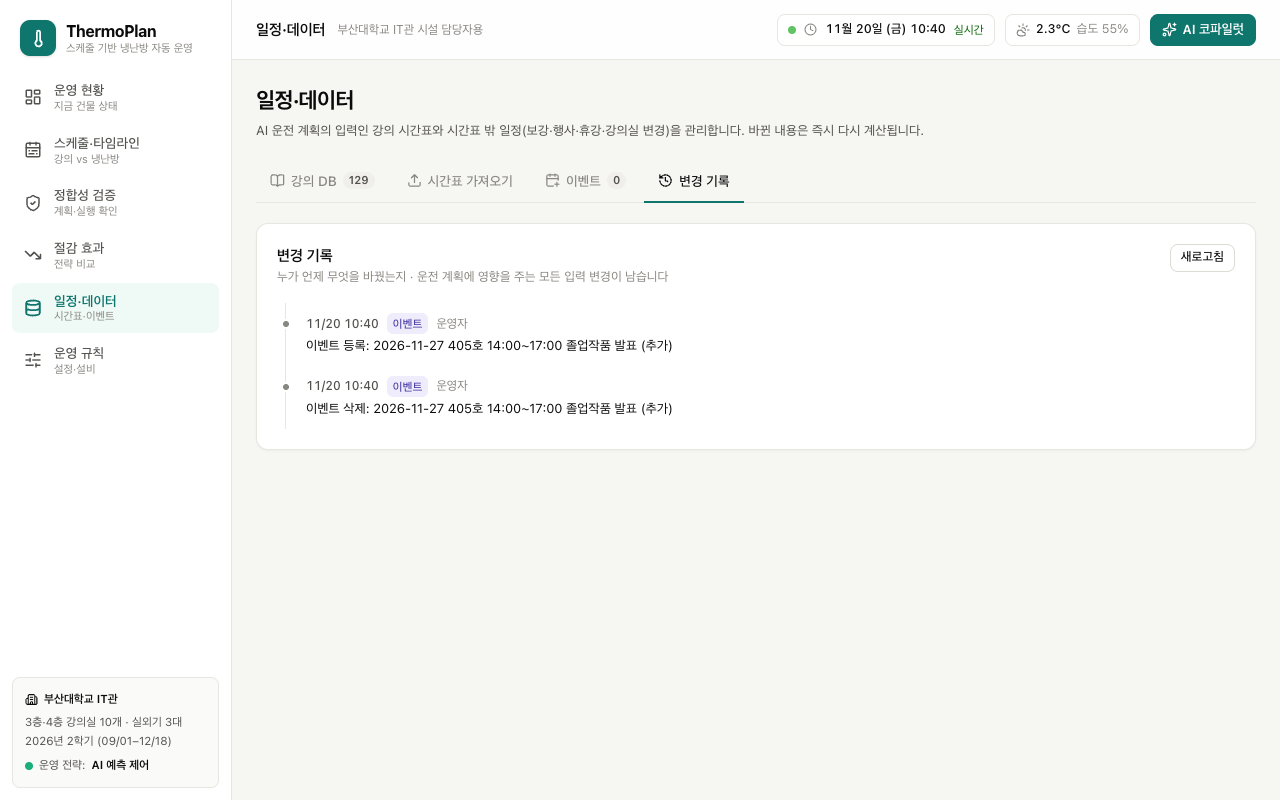 ThermoPlan
스케줄 기반 냉난방 자동 운영
운영 현황
지금 건물 상태
스케줄·타임라인
강의 vs 냉난방
정합성 검증
계획·실행 확인
절감 효과
전략 비교
일정·데이터
시간표·이벤트
운영 규칙
설정·설비
부산대학교 IT관
3층·4층 강의실 10개 · 실외기 3대
2026년 2학기 (09/01–12/18)
운영 전략: AI 예측 제어
일정·데이터 부산대학교 IT관 시설 담당자용
11월 20일 (금) 10:40 실시간
2.3°C 습도 55%
AI 코파일럿
일정·데이터
AI 운전 계획의 입력인 강의 시간표와 시간표 밖 일정(보강·행사·휴강·강의실 변경)을 관리합니다. 바뀐 내용은 즉시 다시 계산됩니다.
강의 DB 129 시간표 가져오기 이벤트 0 변경 기록
변경 기록
새로고침
누가 언제 무엇을 바꿨는지 · 운전 계획에 영향을 주는 모든 입력 변경이 남습니다
11/20 10:40 이벤트 운영자
이벤트 등록: 2026-11-27 405호 14:00~17:00 졸업작품 발표 (추가)
11/20 10:40 이벤트 운영자
이벤트 삭제: 2026-11-27 405호 14:00~17:00 졸업작품 발표 (추가)